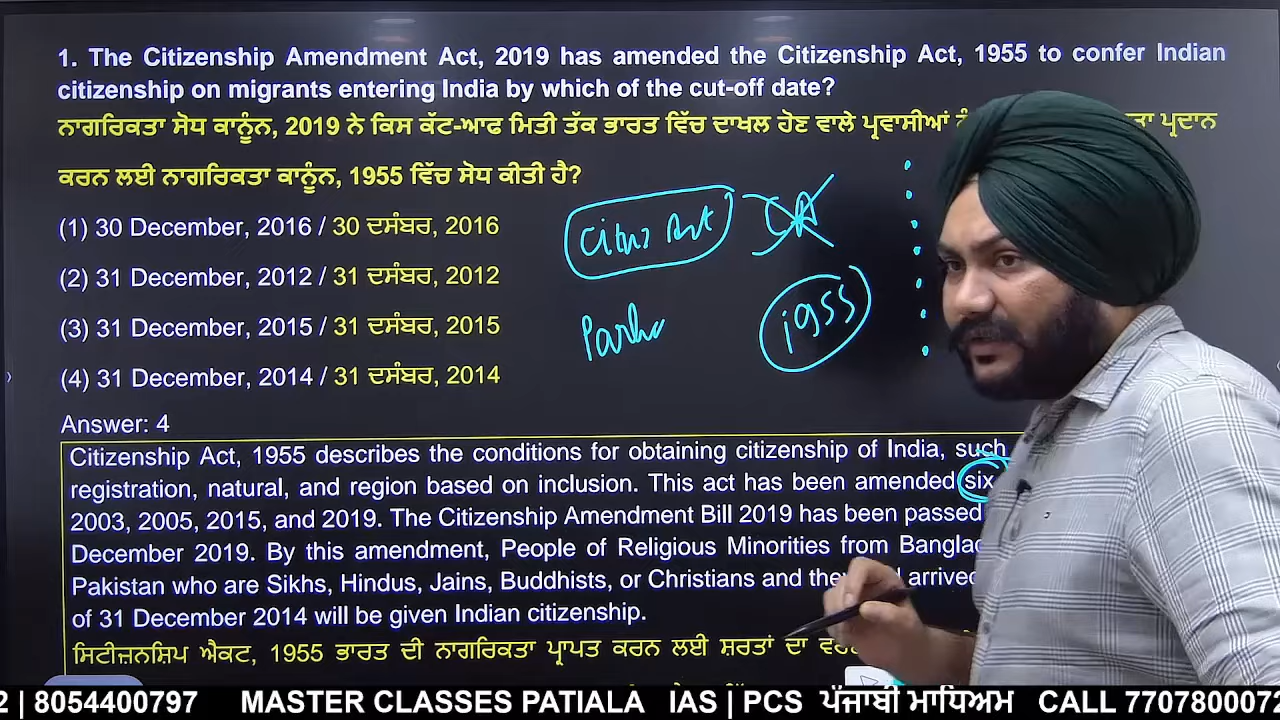 1. The Citizenship Amendment Act, 2019 has amended the Citizenship Act, 1955 to confer Indian
citizenship on migrants entering India by which of the cut-off date?
ਨਾਗਰਿਕਤਾ ਸੋਧ ਕਾਨੂੰਨ, 2019 ਨੇ ਕਿਸ ਕੱਟ-ਆਫ ਮਿਤੀ ਤੱਕ ਭਾਰਤ ਵਿੱਚ ਦਾਖਲ ਹੋਣ ਵਾਲੇ ਪ੍ਰਵਾਸੀਆਂ ਪ੍ਰਦਾਨ
ਕਰਨ ਲਈ ਨਾਗਰਿਕਤਾ ਕਾਨੂੰਨ, 1955 ਵਿੱਚ ਸੋਧ ਕੀਤੀ ਹੈ?
(1) 30 December, 2016 / 30 ਦਸੰਬਰ, 2016
(2) 31 December, 2012 / 31 ਦਸੰਬਰ, 2012
(3) 31 December, 2015 / 31 ਦਸੰਬਰ, 2015
1955
(4) 31 December, 2014 / 31 ਦਸੰਬਰ, 2014
Answer: 4
Citizenship Act, 1955 describes the conditions for obtaining citizenship of India, such
registration, natural, and region based on inclusion. This act has been amended six
2003, 2005, 2015, and 2019. The Citizenship Amendment Bill 2019 has been passed
December 2019. By this amendment, People of Religious Minorities from
Pakistan who are Sikhs, Hindus, Jains, Buddhists, or Christians and arrived
of 31 December 2014 will be given Indian citizenship.
ਸਿਟੀਜ਼ਨਸ਼ਿਪ ਐਕਟ, 1955 ਭਾਰਤ ਦੀ ਨਾਗਰਿਕਤਾ ਪ੍ਰਾਪਤ ਕਰਨ ਲਈ ਸ਼ਰਤਾਂ ਦਾ
2 | 8054400797 MASTER CLASSES PATIALA IAS | PCS ਪੰਜਾਬੀ ਮਾਧਿਅਮ CALL 7707800072